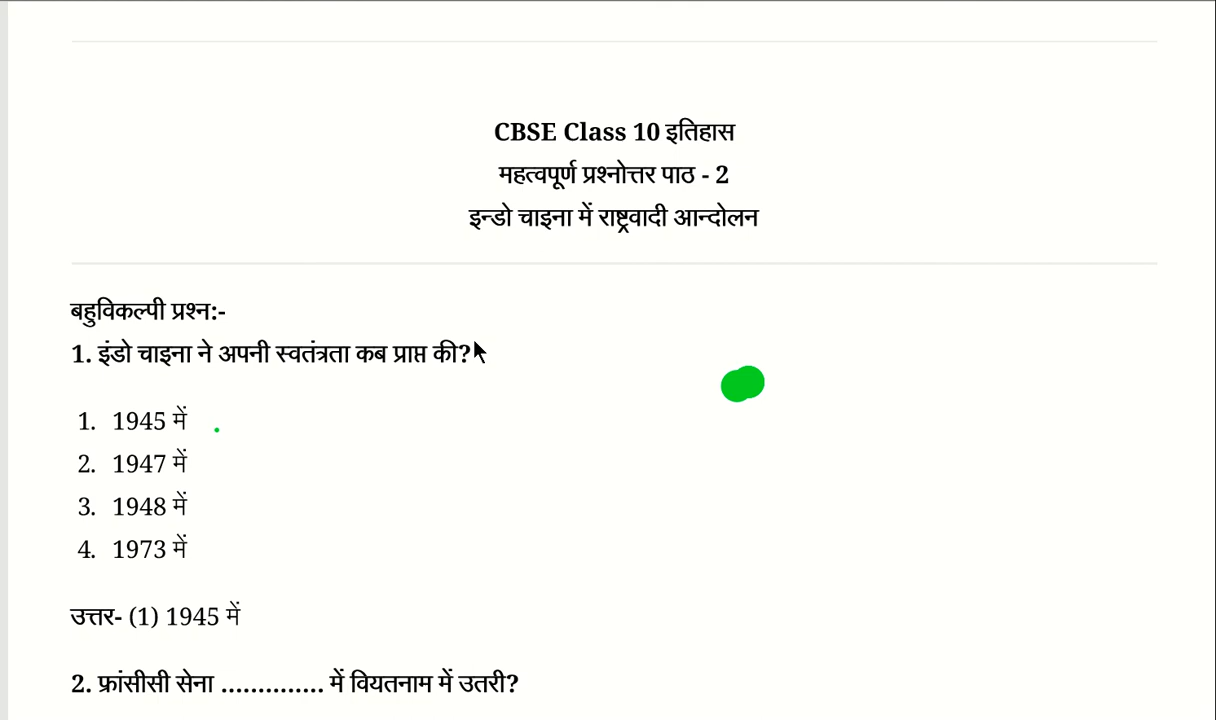 CBSE Class 10 इतिहास
महत्वपूर्ण प्रश्नोत्तर पाठ - 2
इन्डो चाइना में राष्ट्रवादी आन्दोलन
बहुविकल्पी प्रश्न:-
1. इंडो चाइना ने अपनी स्वतंत्रता कब प्राप्त की?
1. 1945 में
2. 1947 में
3. 1948 में
4. 1973 में
उत्तर- (1) 1945 में
2. फ्रांसीसी सेना .............. में वियतनाम में उतरी?